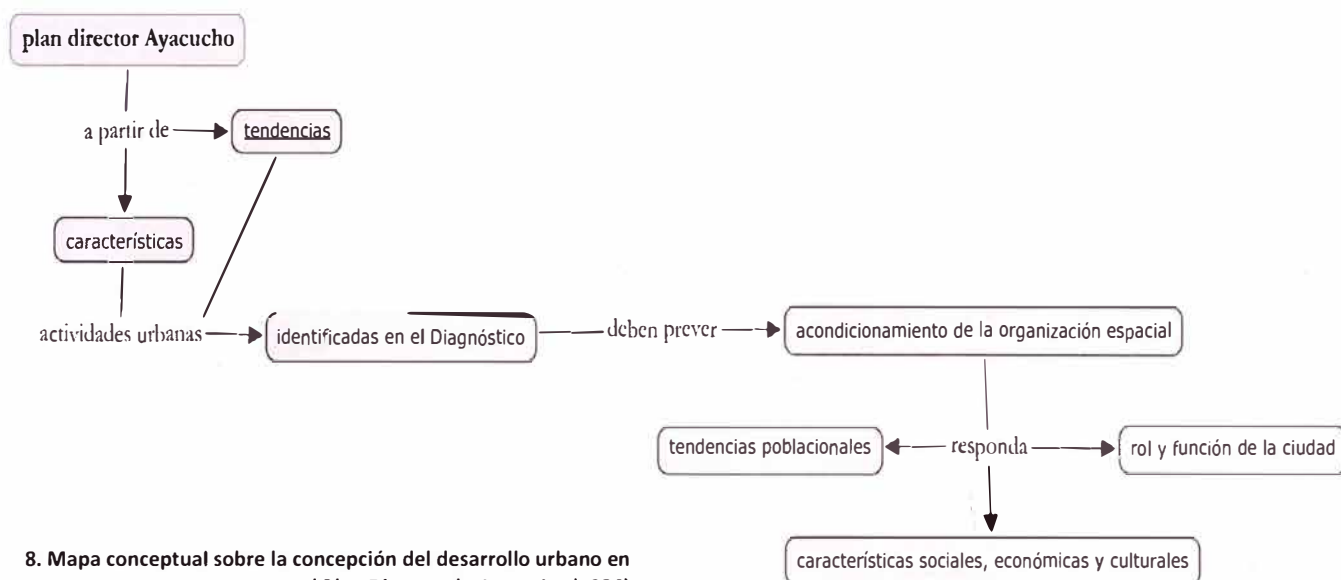 plan director Ayacucho
a partir de
tendencias
características
actividades urbanas
identificadas en el Diagnóstico
deben prever
acondicionamiento de la organización espacial
tendencias poblacionales
responda
rol y función de la ciudad
características sociales, económicas y culturales
8. Mapa conceptual sobre la concepción del desarrollo urbano en